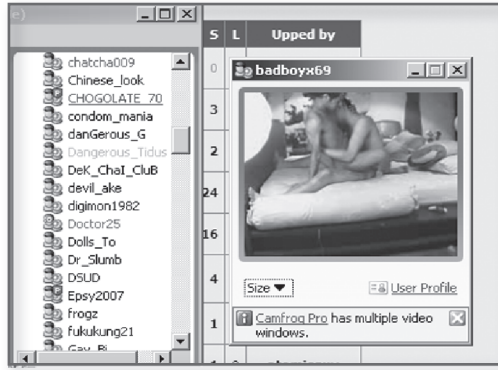 e)
chatcha009
Chinese_look
CHOGOLATE_70
condom_mania
danGerous_G
Dangerous_Tidus
DeK_ChaI_CluB
devil_ake
digimon1982
Doctor25
Dolls_To
Dr_Slumb
DSUD
Epsy2007
frogz
fukukung21
Gay_Bi
S L Upped by
0
3
2
24
16
4
1
badboyx69
Size
User Profile
Camfrog Pro has multiple video
windows.